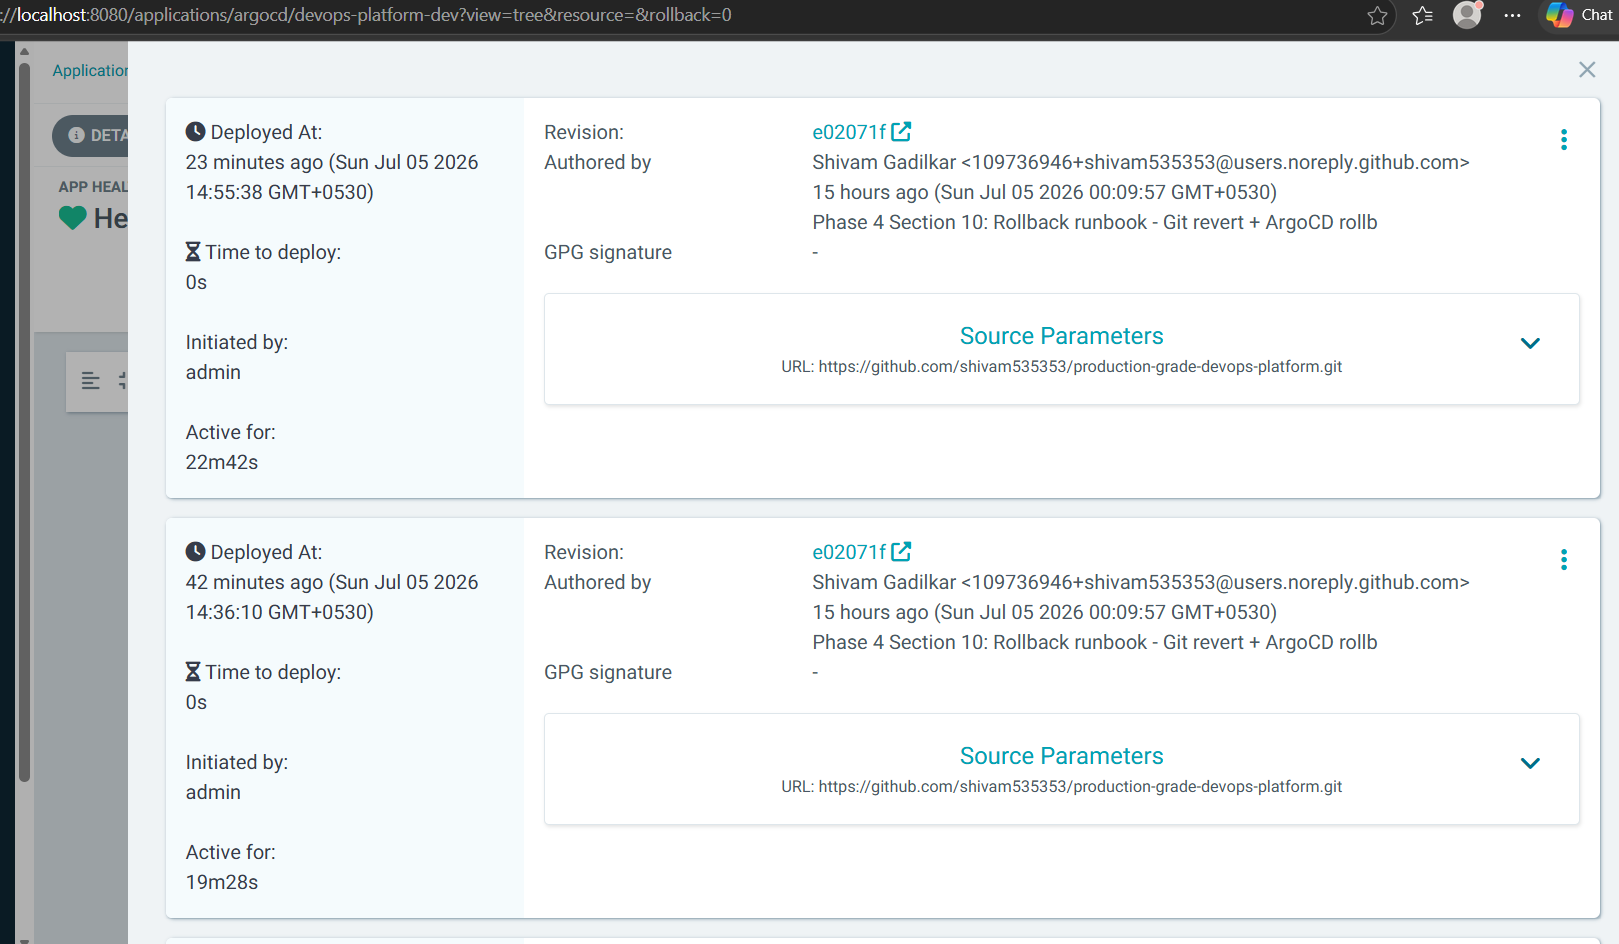 ://localhost:8080/applications/argocd/devops-platform-dev?view=tree&resource=&rollback=0
Chat
Application
DETA
APP HEAL
He
Deployed At:
23 minutes ago (Sun Jul 05 2026
14:55:38 GMT+0530)
Time to deploy:
0s
Initiated by:
admin
Active for:
22m42s
Revision:
e02071f
Authored by
Shivam Gadilkar <109736946+shivam535353@users.noreply.github.com>
15 hours ago (Sun Jul 05 2026 00:09:57 GMT+0530)
Phase 4 Section 10: Rollback runbook - Git revert + ArgoCD rollb
GPG signature
-
Source Parameters
URL: https://github.com/shivam535353/production-grade-devops-platform.git
Deployed At:
42 minutes ago (Sun Jul 05 2026
14:36:10 GMT+0530)
Time to deploy:
0s
Initiated by:
admin
Active for:
19m28s
Revision:
e02071f
Authored by
Shivam Gadilkar <109736946+shivam535353@users.noreply.github.com>
15 hours ago (Sun Jul 05 2026 00:09:57 GMT+0530)
Phase 4 Section 10: Rollback runbook - Git revert + ArgoCD rollb
GPG signature
-
Source Parameters
URL: https://github.com/shivam535353/production-grade-devops-platform.git